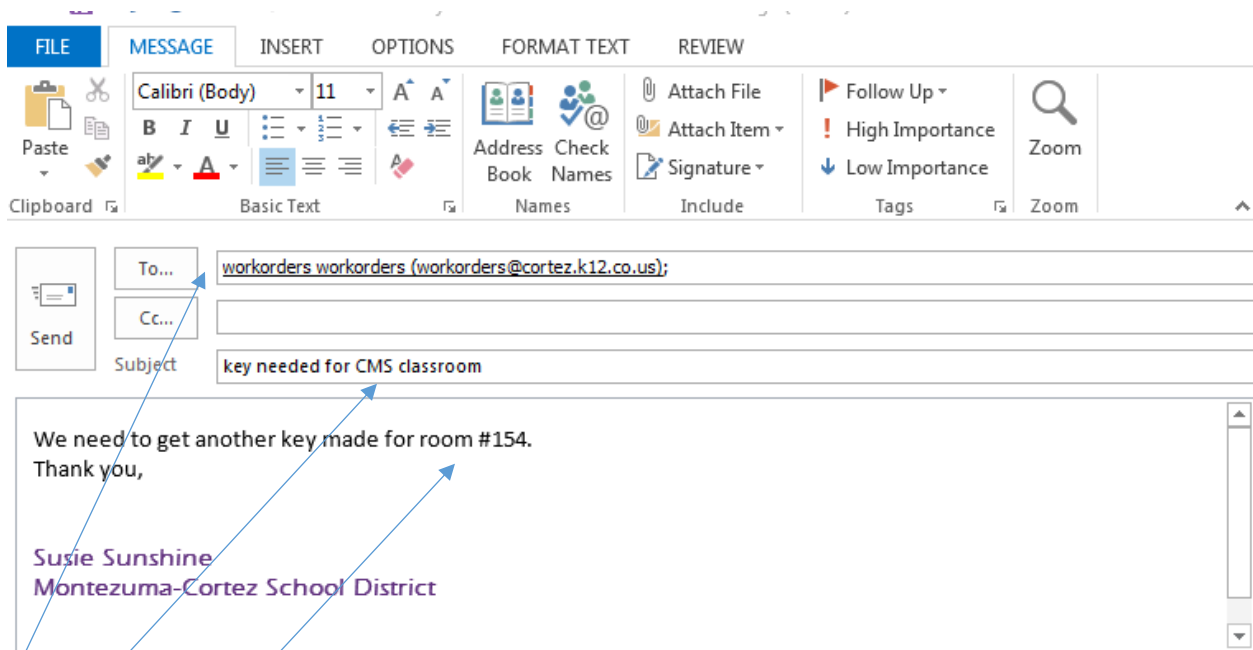 FILE MESSAGE INSERT OPTIONS FORMAT TEXT REVIEW
Calibri (Body) 11 A A Attach File Follow Up
B I U Attach Item High Importance
Paste aby A Address Book Check Names Signature Low Importance Zoom
Clipboard Basic Text Names Include Tags Zoom
To... workorders workorders (workorders@cortez.k12.co.us);
Cc...
Send
Subject key needed for CMS classroom
We need to get another key made for room #154.
Thank you,
Susie Sunshine
Montezuma-Cortez School District